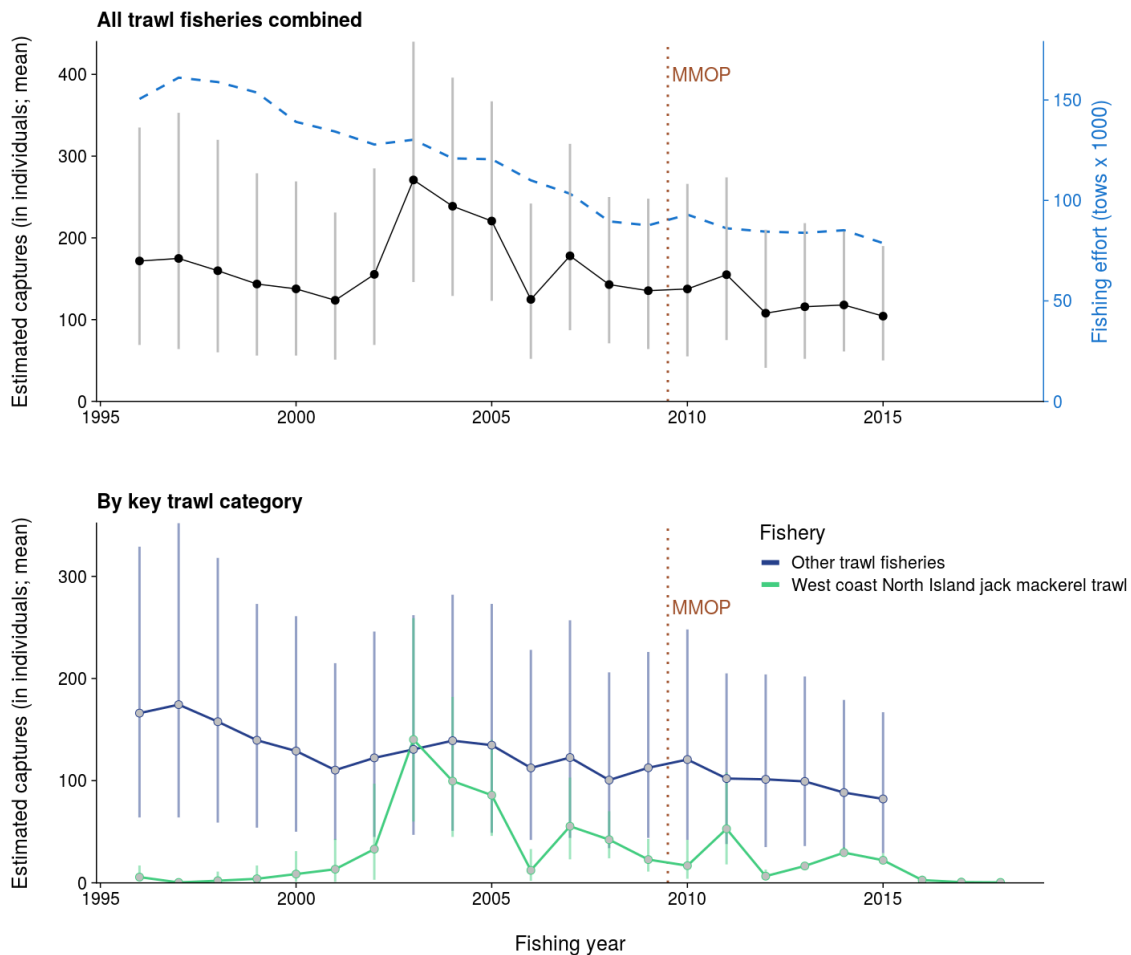 All trawl fisheries combined
Estimated captures (in individuals; mean)
400
300
200
100
0
MMOP
150
100
50
0
Fishing effort (tows x 1000)
1995
2000
2005
2010
2015
By key trawl category
Estimated captures (in individuals; mean)
300
200
100
0
MMOP
Fishery
Other trawl fisheries
West coast North Island jack mackerel trawl
1995
2000
2005
2010
2015
Fishing year